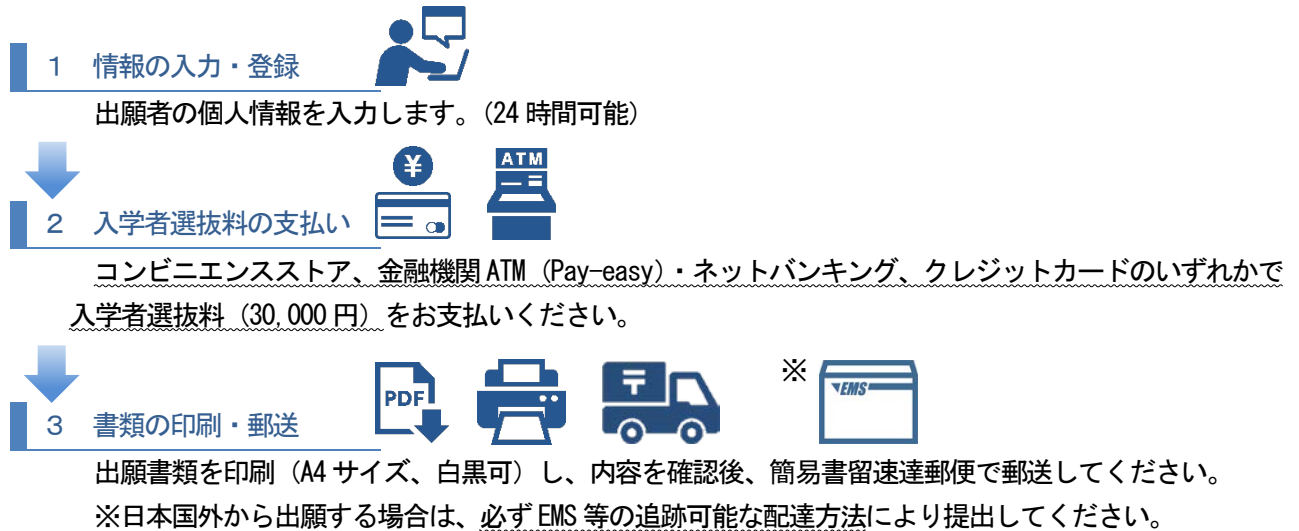 1 情報の入力・登録
出願者の個人情報を入力します。(24 時間可能)
¥
ATM
2 入学者選抜料の支払い
コンビニエンスストア、金融機関 ATM (Pay-easy)・ネットバンキング、クレジットカードのいずれかで
入学者選抜料(30,000 円)をお支払いください。
PDF
〒
※
EMS
3 書類の印刷・郵送
出願書類を印刷(A4 サイズ、白黒可)し、内容を確認後、簡易書留速達郵便で郵送してください。
※日本国外から出願する場合は、必ず EMS 等の追跡可能な配達方法により提出してください。